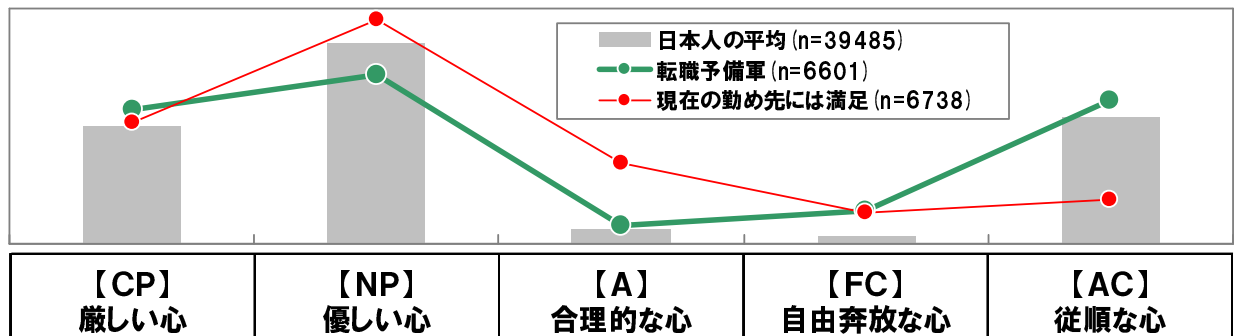 日本人の平均(n=39485)
転職予備軍(n=6601)
現在の勤め先には満足(n=6738)
【CP】 【NP】 【A】 【FC】 【AC】
厳しい心 優しい心 合理的な心 自由奔放な心 従順な心